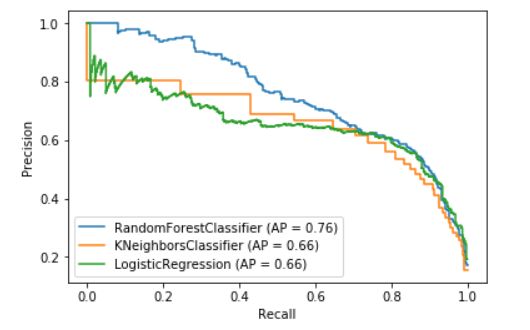 1.0
0.8
0.6
0.4
0.2
Precision
RandomForestClassifier (AP = 0.76)
KNeighborsClassifier (AP = 0.66)
LogisticRegression (AP = 0.66)
0.0 0.2 0.4 0.6 0.8 1.0
Recall